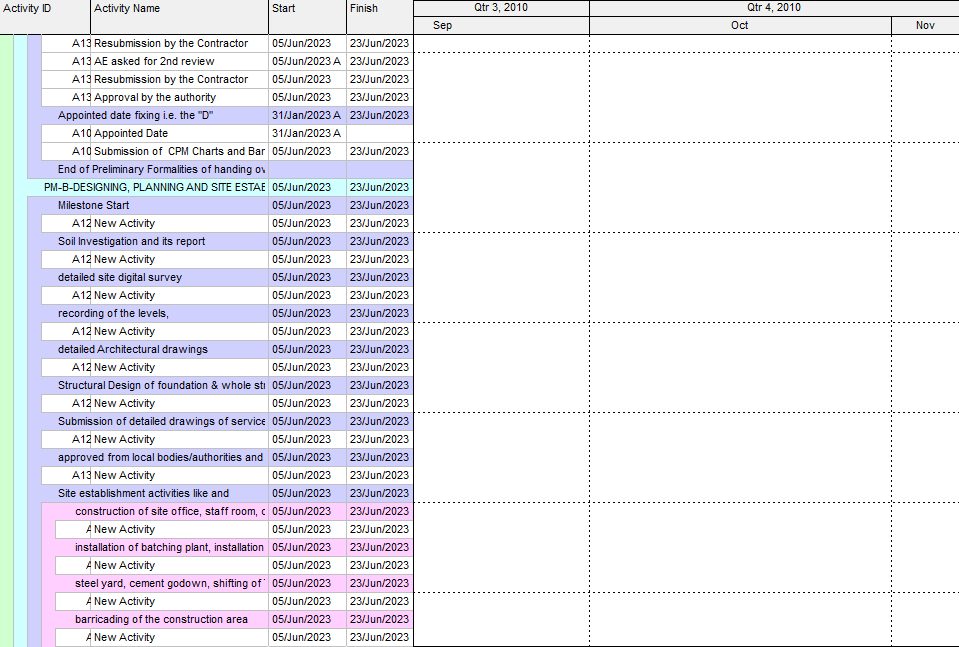 Activity ID Activity Name Start Finish Qtr 3, 2010 Qtr 4, 2010
Sep Oct Nov
A13 Resubmission by the Contractor 05/Jun/2023 23/Jun/2023
A13 AE asked for 2nd review 05/Jun/2023 A 23/Jun/2023
A13 Resubmission by the Contractor 05/Jun/2023 23/Jun/2023
A13 Approval by the authority 05/Jun/2023 23/Jun/2023
Appointed date fixing i.e. the "D" 31/Jan/2023 A 23/Jun/2023
A10 Appointed Date 31/Jan/2023 A
A10 Submission of CPM Charts and Bar 05/Jun/2023 23/Jun/2023
End of Preliminary Formalities of handing ov
PM-B-DESIGNING, PLANNING AND SITE ESTAB 05/Jun/2023 23/Jun/2023
Milestone Start 05/Jun/2023 23/Jun/2023
A12 New Activity 05/Jun/2023 23/Jun/2023
Soil Investigation and its report 05/Jun/2023 23/Jun/2023
A12 New Activity 05/Jun/2023 23/Jun/2023
detailed site digital survey 05/Jun/2023 23/Jun/2023
A12 New Activity 05/Jun/2023 23/Jun/2023
recording of the levels, 05/Jun/2023 23/Jun/2023
A12 New Activity 05/Jun/2023 23/Jun/2023
detailed Architectural drawings 05/Jun/2023 23/Jun/2023
A12 New Activity 05/Jun/2023 23/Jun/2023
Structural Design of foundation & whole str 05/Jun/2023 23/Jun/2023
A12 New Activity 05/Jun/2023 23/Jun/2023
Submission of detailed drawings of service 05/Jun/2023 23/Jun/2023
A12 New Activity 05/Jun/2023 23/Jun/2023
approved from local bodies/authorities and 05/Jun/2023 23/Jun/2023
A13 New Activity 05/Jun/2023 23/Jun/2023
Site establishment activities like and 05/Jun/2023 23/Jun/2023
construction of site office, staff room, c 05/Jun/2023 23/Jun/2023
A New Activity 05/Jun/2023 23/Jun/2023
installation of batching plant, installation 05/Jun/2023 23/Jun/2023
A New Activity 05/Jun/2023 23/Jun/2023
steel yard, cement godown, shifting of 05/Jun/2023 23/Jun/2023
A New Activity 05/Jun/2023 23/Jun/2023
barricading of the construction area 05/Jun/2023 23/Jun/2023
A New Activity 05/Jun/2023 23/Jun/2023